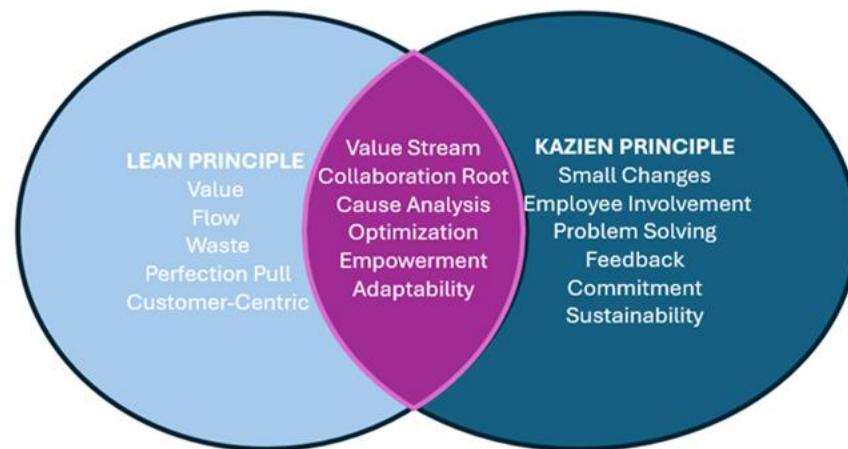 LEAN PRINCIPLE
Value
Flow
Waste
Perfection Pull
Customer-Centric
Value Stream
Collaboration Root
Cause Analysis
Optimization
Empowerment
Adaptability
KAZIEN PRINCIPLE
Small Changes
Employee Involvement
Problem Solving
Feedback
Commitment
Sustainability